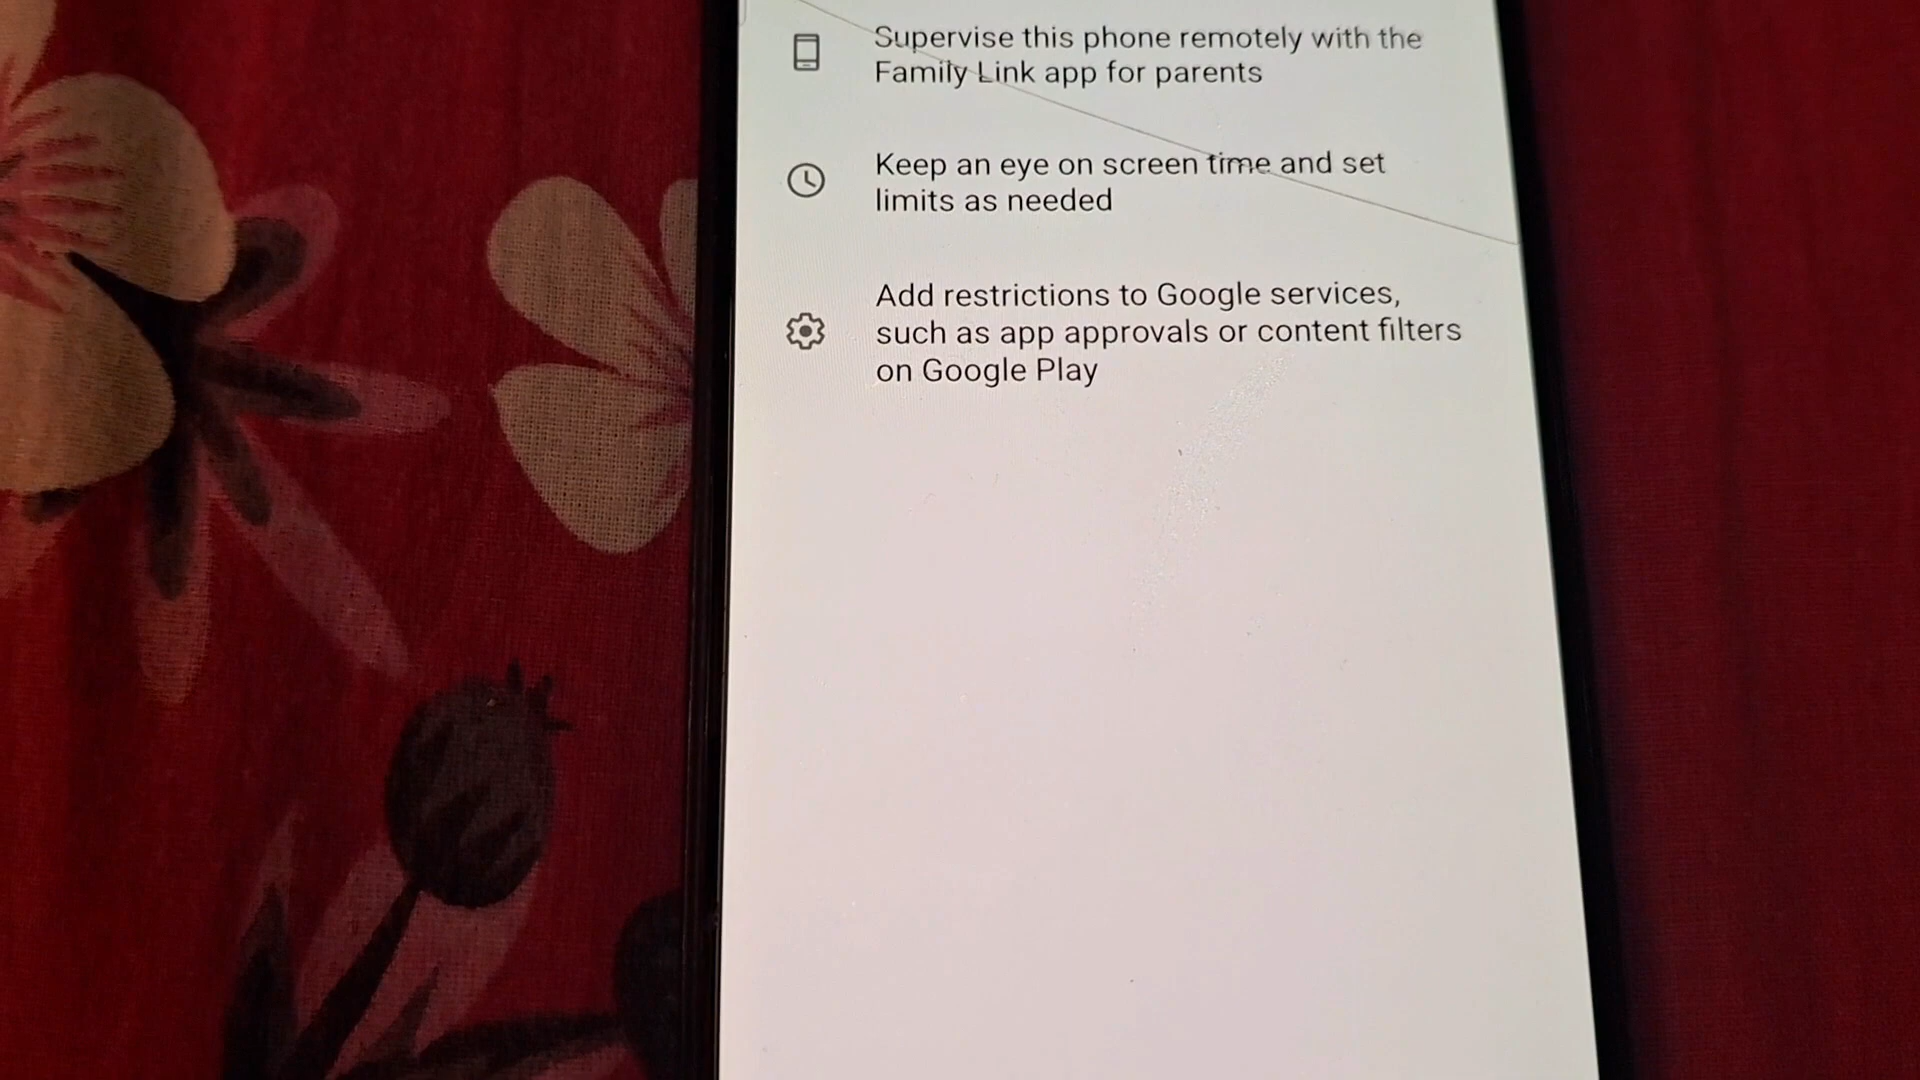 Supervise this phone remotely with the
Family Link app for parents
Keep an eye on screen time and set
limits as needed
Add restrictions to Google services,
such as app approvals or content filters
on Google Play